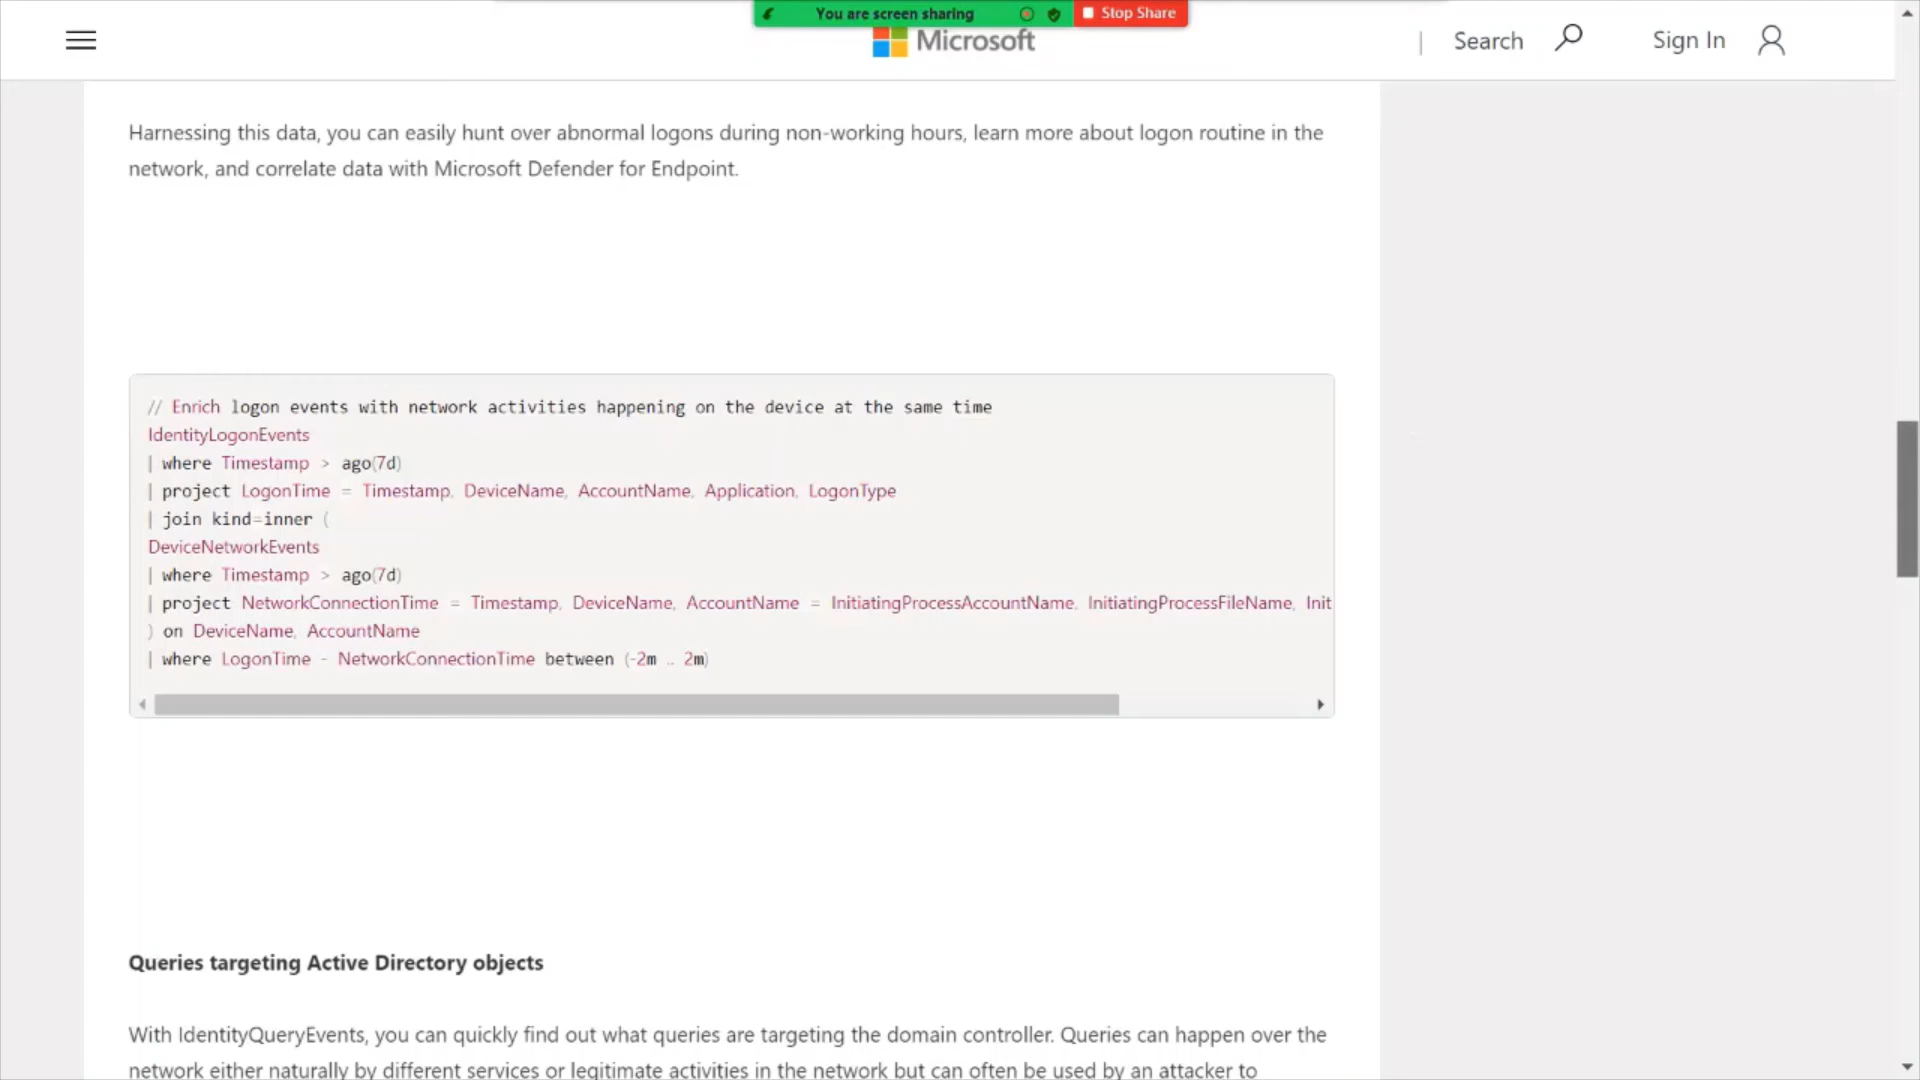 You are screen sharing
Stop Share
Microsoft
Search
Sign In
Harnessing this data, you can easily hunt over abnormal logons during non-working hours, learn more about logon routine in the
network, and correlate data with Microsoft Defender for Endpoint.
// Enrich logon events with network activities happening on the device at the same time
IdentityLogonEvents
| where Timestamp > ago(7d)
| project LogonTime = Timestamp, DeviceName, AccountName, Application, LogonType
| join kind=inner (
DeviceNetworkEvents
| where Timestamp > ago(7d)
| project NetworkConnectionTime = Timestamp, DeviceName, AccountName = InitiatingProcessAccountName, InitiatingProcessFileName, Init
) on DeviceName, AccountName
| where LogonTime - NetworkConnectionTime between (-2m .. 2m)
Queries targeting Active Directory objects
With IdentityQueryEvents, you can quickly find out what queries are targeting the domain controller. Queries can happen over the
network either naturally by different services or legitimate activities in the network but can often be used by an attacker to